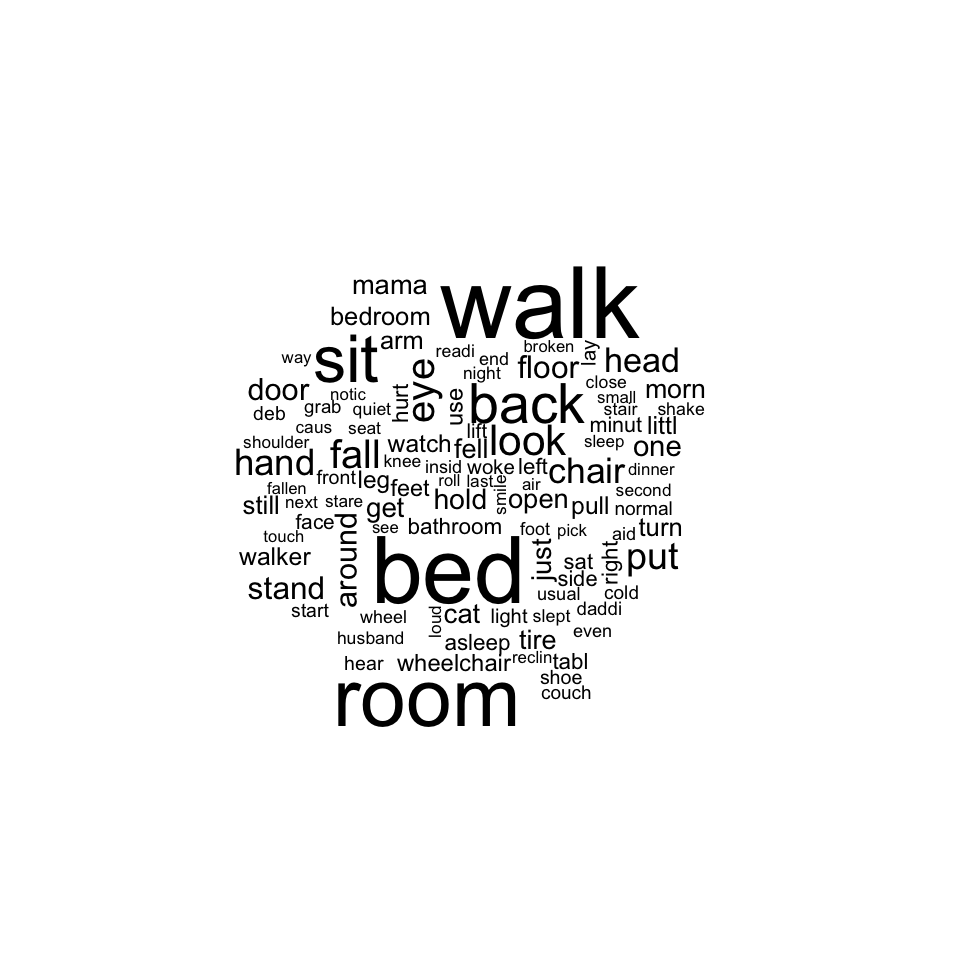 mama
walk
bedroom
sit
arm
way
readi
end
broken
lay
head
night
floor
door
notic
eye
hurt
use
back
close
small
morn
deb
grab
quiet
stair
shake
caus
seat
lift
look
minut
littl
shoulder
watch
fell
sleep
one
hand
fall
knee
insid
woke
left
chair
dinner
front
leg
feet
roll
last
smile
air
second
fallen
still
next
stare
get
hold
open
pull
normal
face
around
see
bathroom
foot
pick
aid
turn
touch
walker
bed
just
sat
right
put
stand
side
usual
cold
start
wheel
loud
cat
light
slept
daddi
husband
asleep
tire
even
hear
wheelchair
reclin
tabl
room
shoe
couch